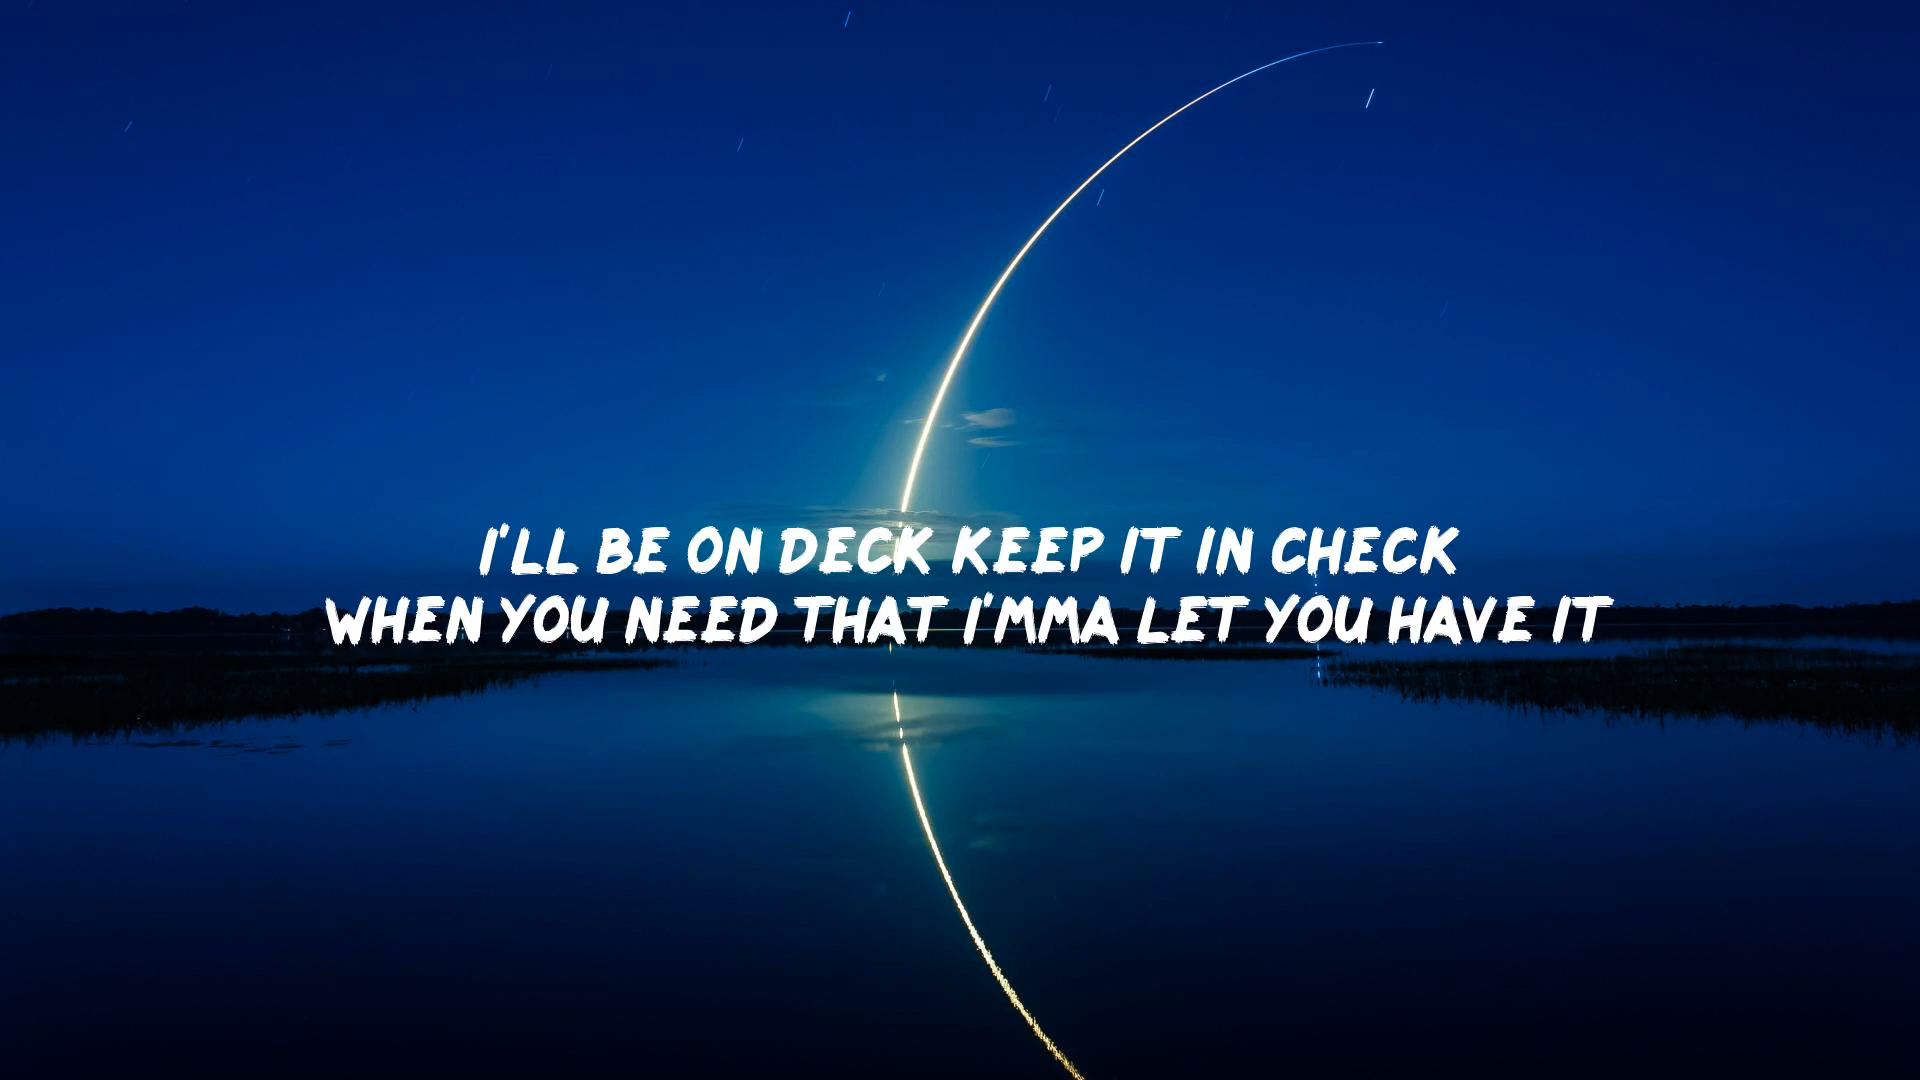 I'LL BE ON DECK KEEP IT IN CHECK
WHEN YOU NEED THAT I'MMA LET YOU HAVE IT